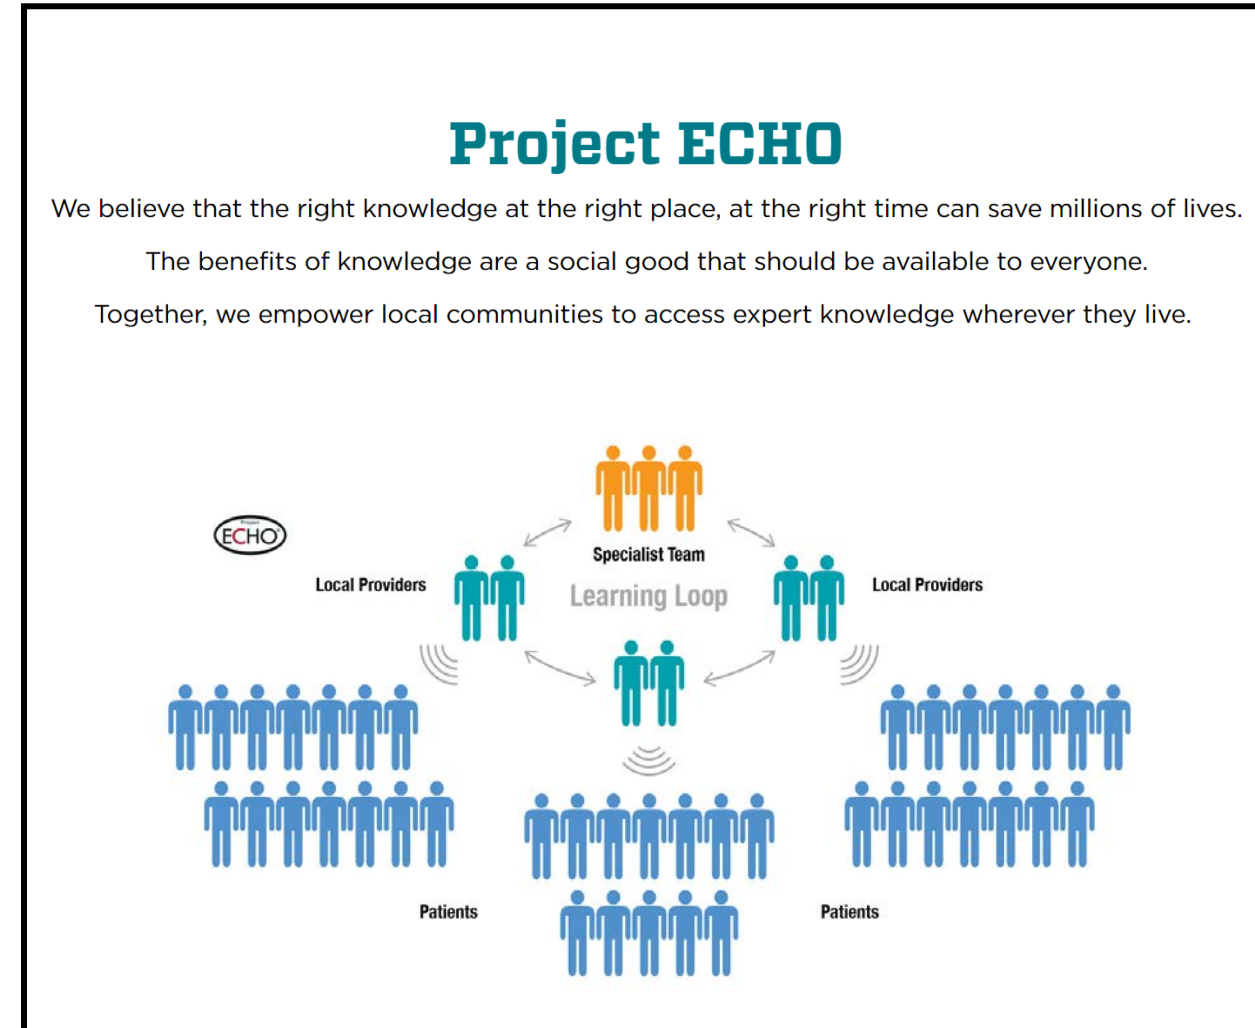 Project ECHO
We believe that the right knowledge at the right place, at the right time can save millions of lives.
The benefits of knowledge are a social good that should be available to everyone.
Together, we empower local communities to access expert knowledge wherever they live.
Project
ECHO
Specialist Team
Local Providers
Learning Loop
Local Providers
Patients
Patients